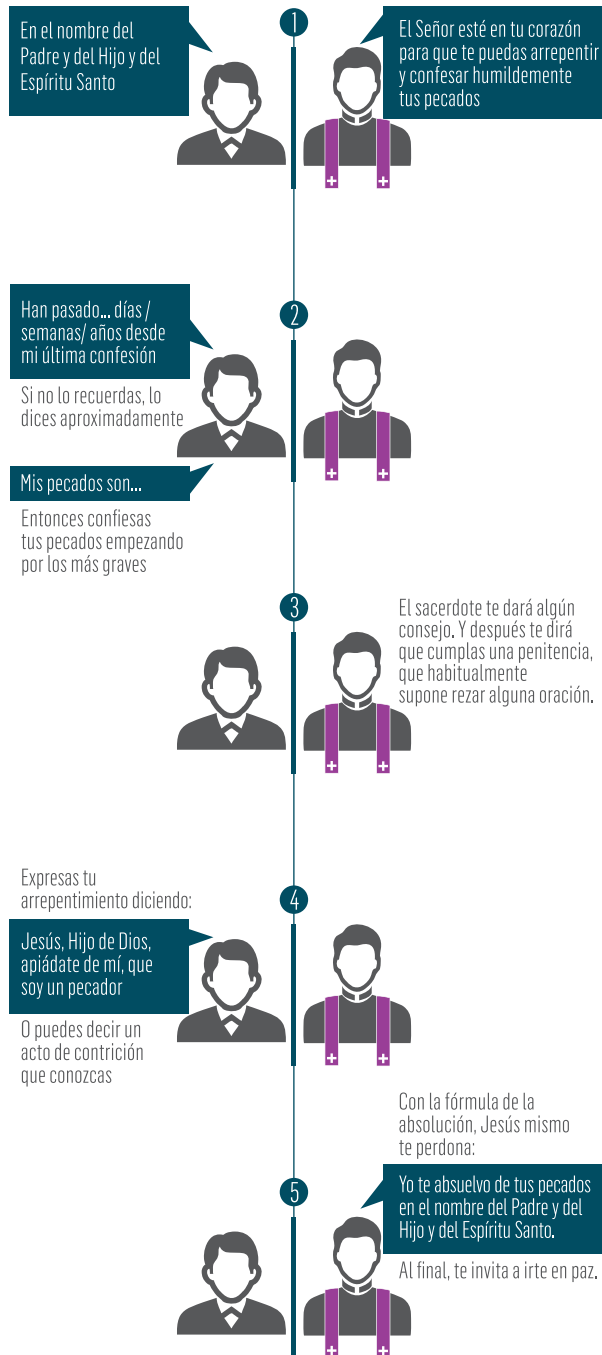 1
En el nombre del
Padre y del Hijo y del
Espíritu Santo
El Señor esté en tu corazón
para que te puedas arrepentir
y confesar humildemente
tus pecados
2
Han pasado... días /
semanas/ años desde
mi última confesión
Si no lo recuerdas, lo
dices aproximadamente
Mis pecados son...
Entonces confiesas
tus pecados empezando
por los más graves
3
El sacerdote te dará algún
consejo. Y después te dirá
que cumplas una penitencia,
que habitualmente
supone rezar alguna oración.
4
Expresas tu
arrepentimiento diciendo:
Jesús, Hijo de Dios,
apiádate de mí, que
soy un pecador
O puedes decir un
acto de contrición
que conozcas
5
Con la fórmula de la
absolución, Jesús mismo
te perdona:
Yo te absuelvo de tus pecados
en el nombre del Padre y del
Hijo y del Espíritu Santo.
Al final, te invita a irte en paz.